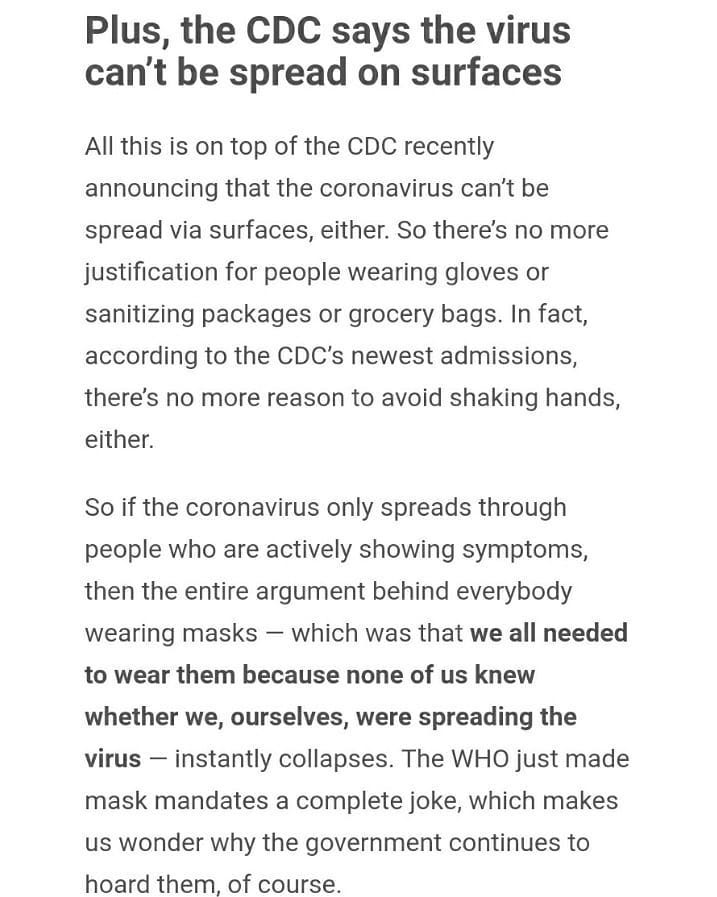 Plus, the CDC says the virus
can’t be spread on surfaces
All this is on top of the CDC recently
announcing that the coronavirus can’t be
spread via surfaces, either. So there’s no more
justification for people wearing gloves or
sanitizing packages or grocery bags. In fact,
according to the CDC’s newest admissions,
there’s no more reason to avoid shaking hands,
either.
So if the coronavirus only spreads through
people who are actively showing symptoms,
then the entire argument behind everybody
wearing masks — which was that we all needed
to wear them because none of us knew
whether we, ourselves, were spreading the
virus — instantly collapses. The WHO just made
mask mandates a complete joke, which makes
us wonder why the government continues to
hoard them, of course.